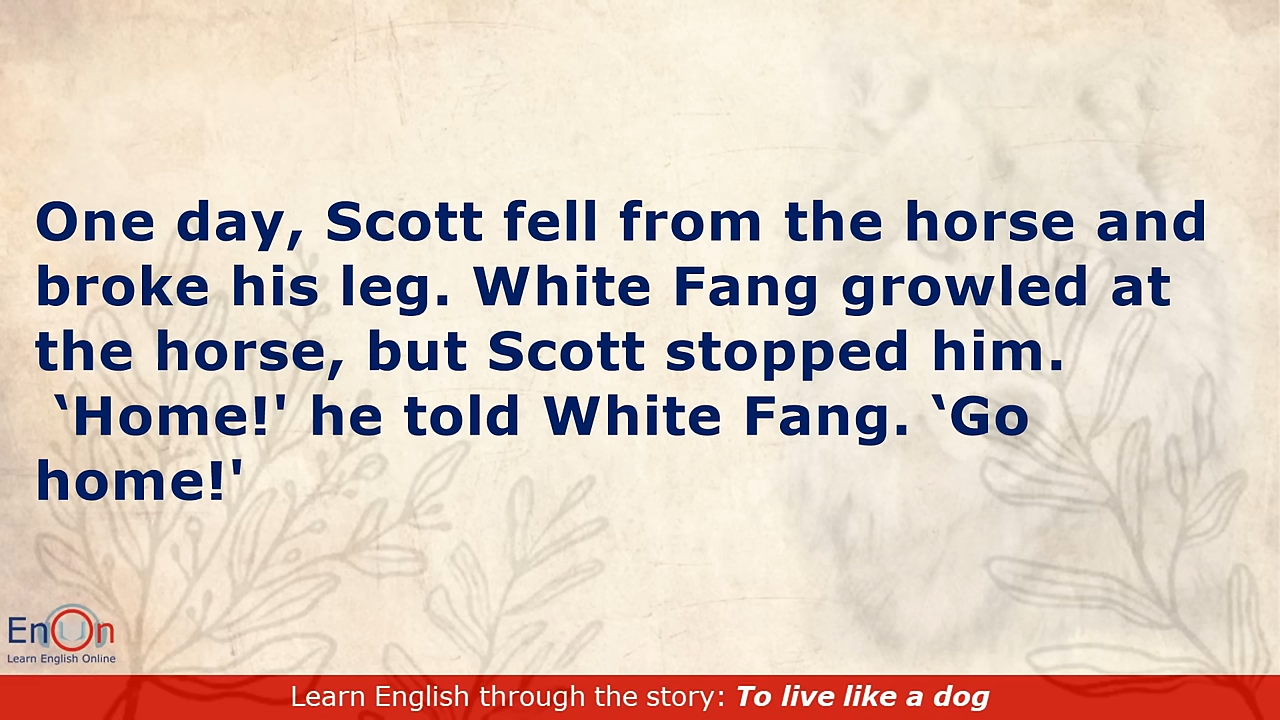 One day, Scott fell from the horse and
broke his leg. White Fang growled at
the horse, but Scott stopped him.
‘Home!' he told White Fang. ‘Go
home!'
EnOn
Learn English Online
Learn English through the story: To live like a dog